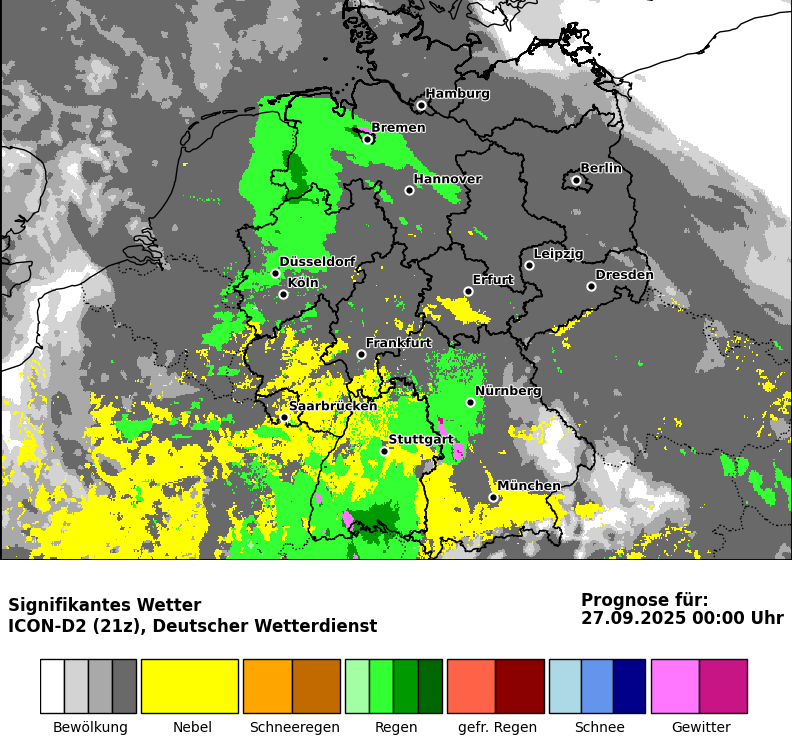 Hamburg
Bremen
Berlin
Hannover
Leipzig
Düsseldorf
Dresden
Köln
Erfurt
Frankfurt
Nürnberg
Saarbrücken
Stuttgart
München
Signifikantes Wetter
ICON-D2 (21z), Deutscher Wetterdienst
Prognose für:
27.09.2025 00:00 Uhr
Bewölkung
Nebel
Schneeregen
Regen
gefr. Regen
Schnee
Gewitter